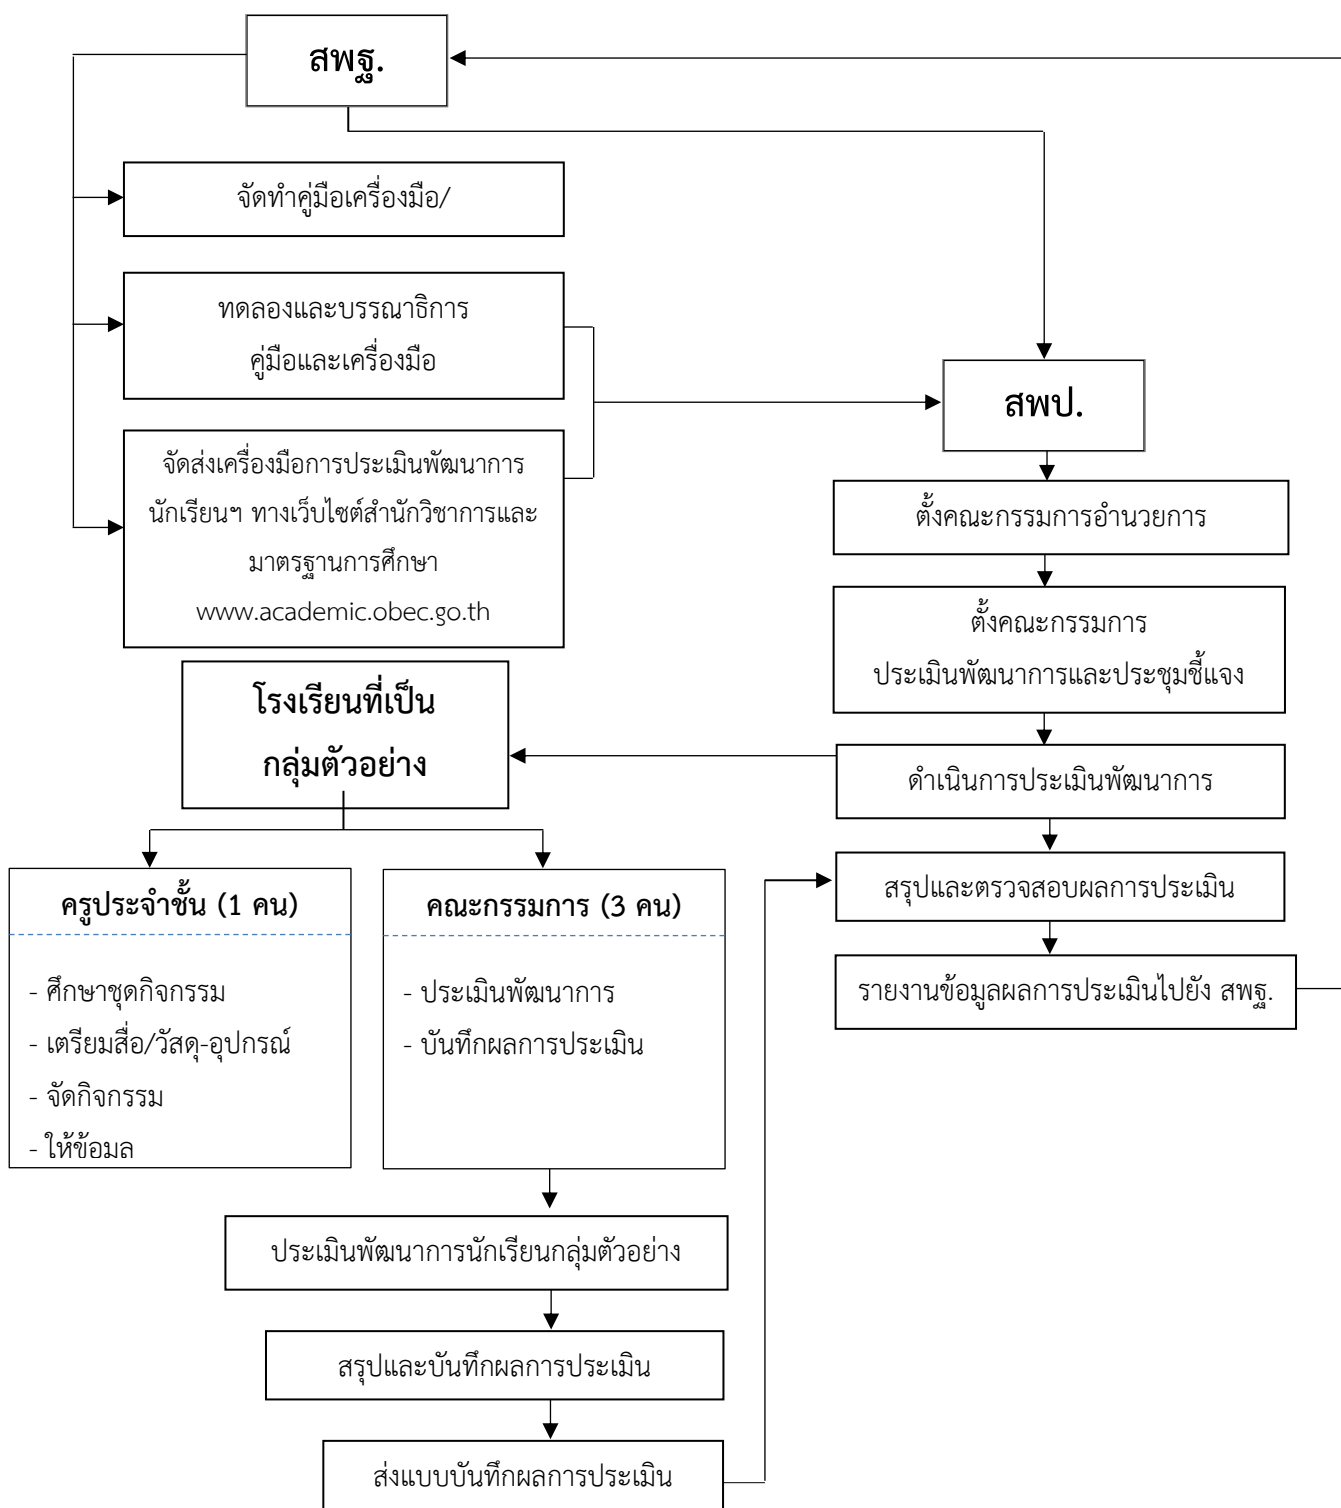 สพฐ.
จัดทำคู่มือเครื่องมือ/
ทดลองและบรรณาธิการ
คู่มือและเครื่องมือ
จัดส่งเครื่องมือการประเมินพัฒนาการ
นักเรียนฯ ทางเว็บไซต์สำนักวิชาการและ
มาตรฐานการศึกษา
www.academic.obec.go.th
สพป.
ตั้งคณะกรรมการอำนวยการ
ตั้งคณะกรรมการ
ประเมินพัฒนาการและประชุมชี้แจง
ดำเนินการประเมินพัฒนาการ
สรุปและตรวจสอบผลการประเมิน
รายงานข้อมูลผลการประเมินไปยัง สพฐ.
โรงเรียนที่เป็น
กลุ่มตัวอย่าง
ครูประจำชั้น (1 คน)
- ศึกษาชุดกิจกรรม
- เตรียมสื่อ/วัสดุ-อุปกรณ์
- จัดกิจกรรม
- ให้ข้อมูล
คณะกรรมการ (3 คน)
- ประเมินพัฒนาการ
- บันทึกผลการประเมิน
ประเมินพัฒนาการนักเรียนกลุ่มตัวอย่าง
สรุปและบันทึกผลการประเมิน
ส่งแบบบันทึกผลการประเมิน